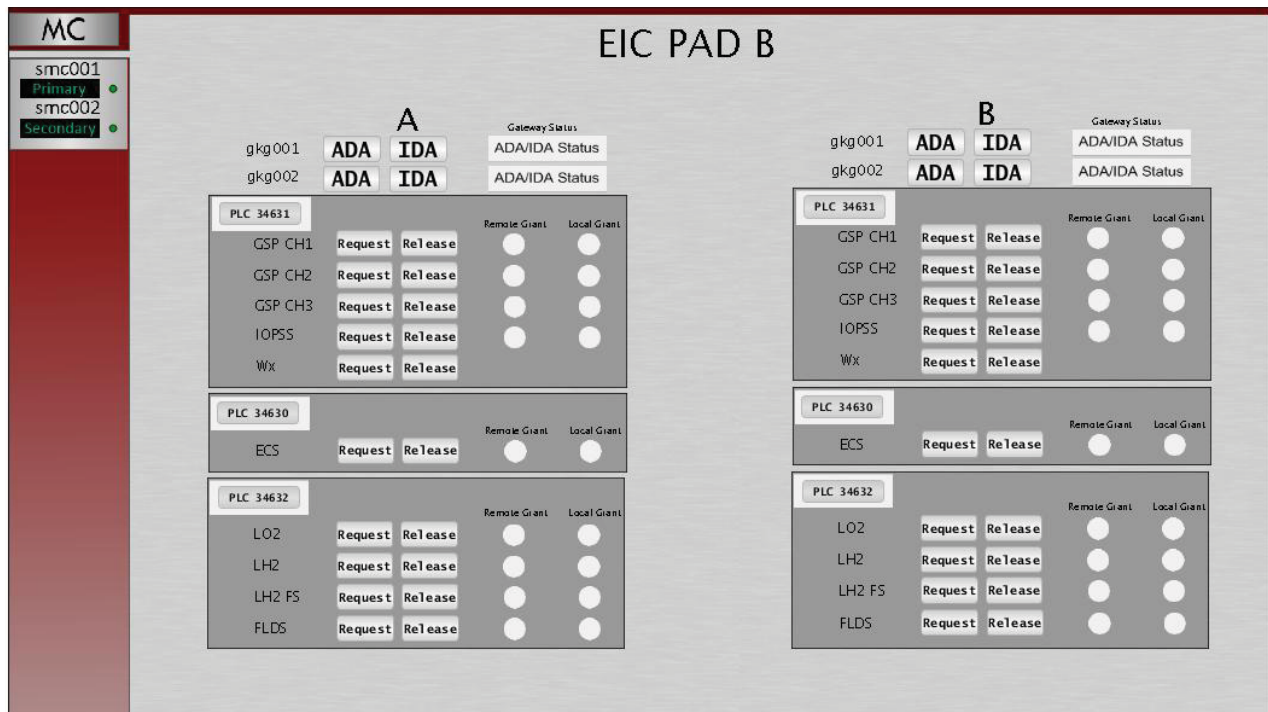 MC
smc001
Primary
smc002
Secondary
EIC PAD B
A
Gateway Status
gkg001 ADA IDA ADA/IDA Status
gkg002 ADA IDA ADA/IDA Status
PLC 34631
Remote Grant Local Grant
GSP CH1 Request Release
GSP CH2 Request Release
GSP CH3 Request Release
IOPSS Request Release
Wx Request Release
PLC 34630
Remote Grant Local Grant
ECS Request Release
PLC 34632
Remote Grant Local Grant
LO2 Request Release
LH2 Request Release
LH2 FS Request Release
FLDS Request Release
B
Gateway Status
gkg001 ADA IDA ADA/IDA Status
gkg002 ADA IDA ADA/IDA Status
PLC 34631
Remote Grant Local Grant
GSP CH1 Request Release
GSP CH2 Request Release
GSP CH3 Request Release
IOPSS Request Release
Wx Request Release
PLC 34630
Remote Grant Local Grant
ECS Request Release
PLC 34632
Remote Grant Local Grant
LO2 Request Release
LH2 Request Release
LH2 FS Request Release
FLDS Request Release